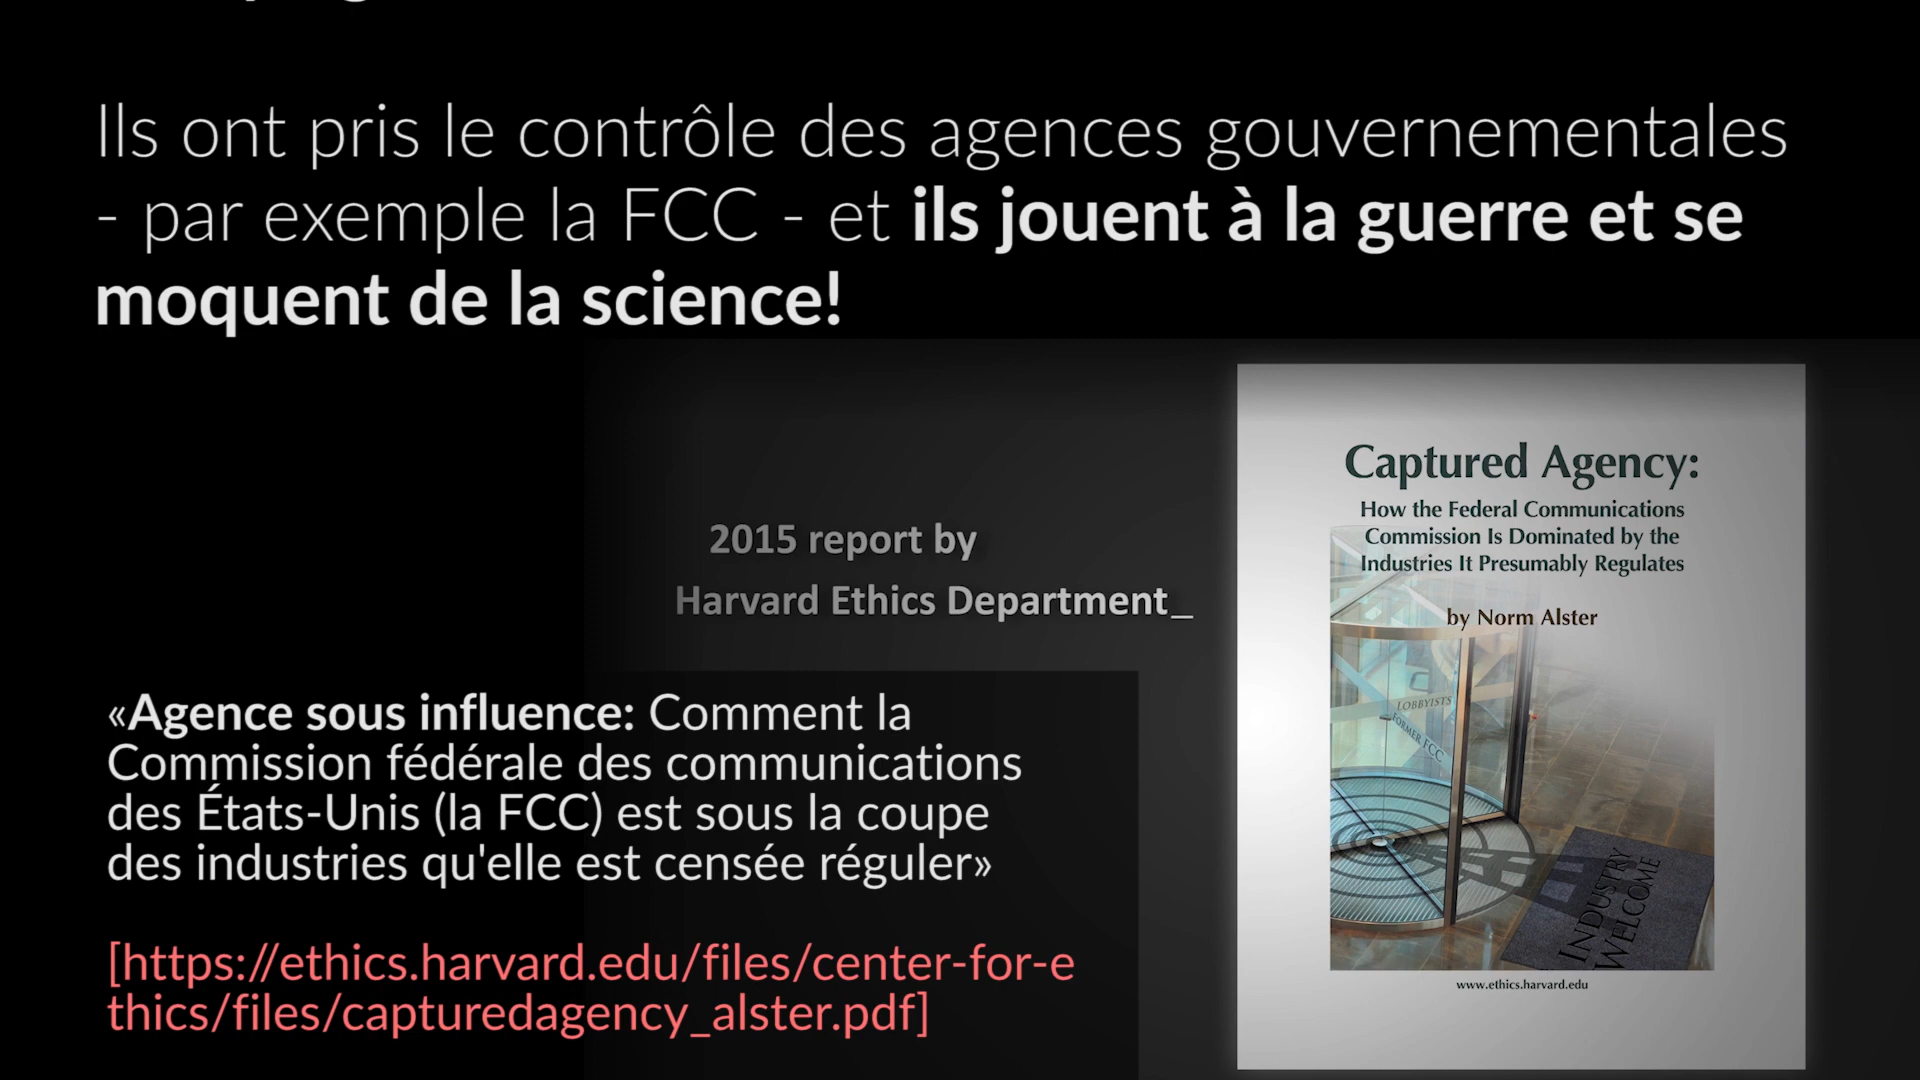 Ils ont pris le contrôle des agences gouvernementales
- par exemple la FCC - et ils jouent à la guerre et se
moquent de la science!
2015 report by
Harvard Ethics Department_
Captured Agency:
How the Federal Communications
Commission Is Dominated by the
Industries It Presumably Regulates
by Norm Alster
LOBBYISTS
FORMER FCC
INDUSTRY
WELCOME
www.ethics.harvard.edu
«Agence sous influence: Comment la
Commission fédérale des communications
des États-Unis (la FCC) est sous la coupe
des industries qu'elle est censée réguler»
[https://ethics.harvard.edu/files/center-for-e
thics/files/capturedagency_alster.pdf]